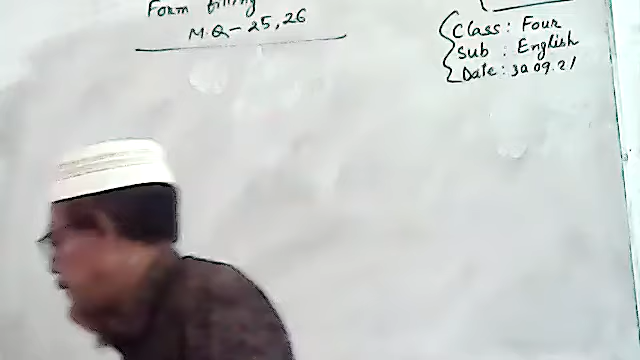 Form filling
M.Q - 25, 26
Class : Four
Sub : English
Date : 30.09.21